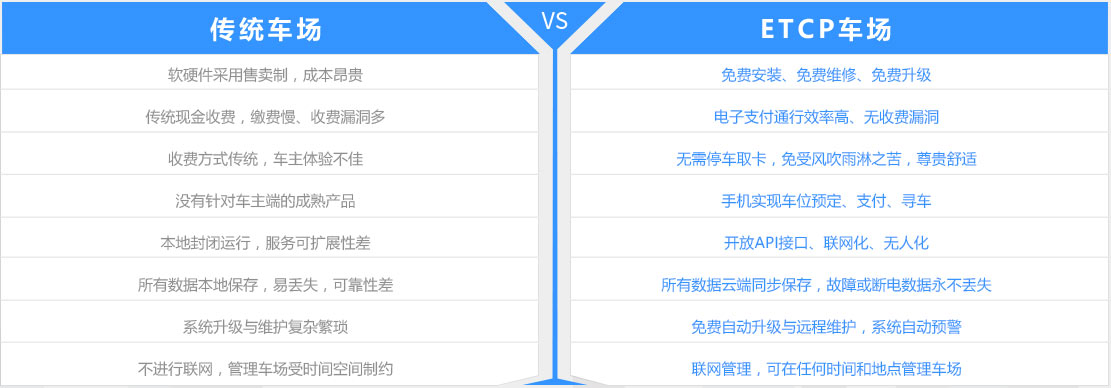 传统车场 VS ETCP车场
软硬件采用售卖制，成本昂贵 免费安装、免费维修、免费升级
传统现金收费，缴费慢、收费漏洞多 电子支付通行效率高、无收费漏洞
收费方式传统，车主体验不佳 无需停车取卡，免受风吹雨淋之苦，尊贵舒适
没有针对车主端的成熟产品 手机实现车位预定、支付、寻车
本地封闭运行，服务可扩展性差 开放API接口、联网化、无人化
所有数据本地保存，易丢失，可靠性差 所有数据云端同步保存，故障或断电数据永不丢失
系统升级与维护复杂繁琐 免费自动升级与远程维护，系统自动预警
不进行联网，管理车场受时间空间制约 联网管理，可在任何时间和地点管理车场